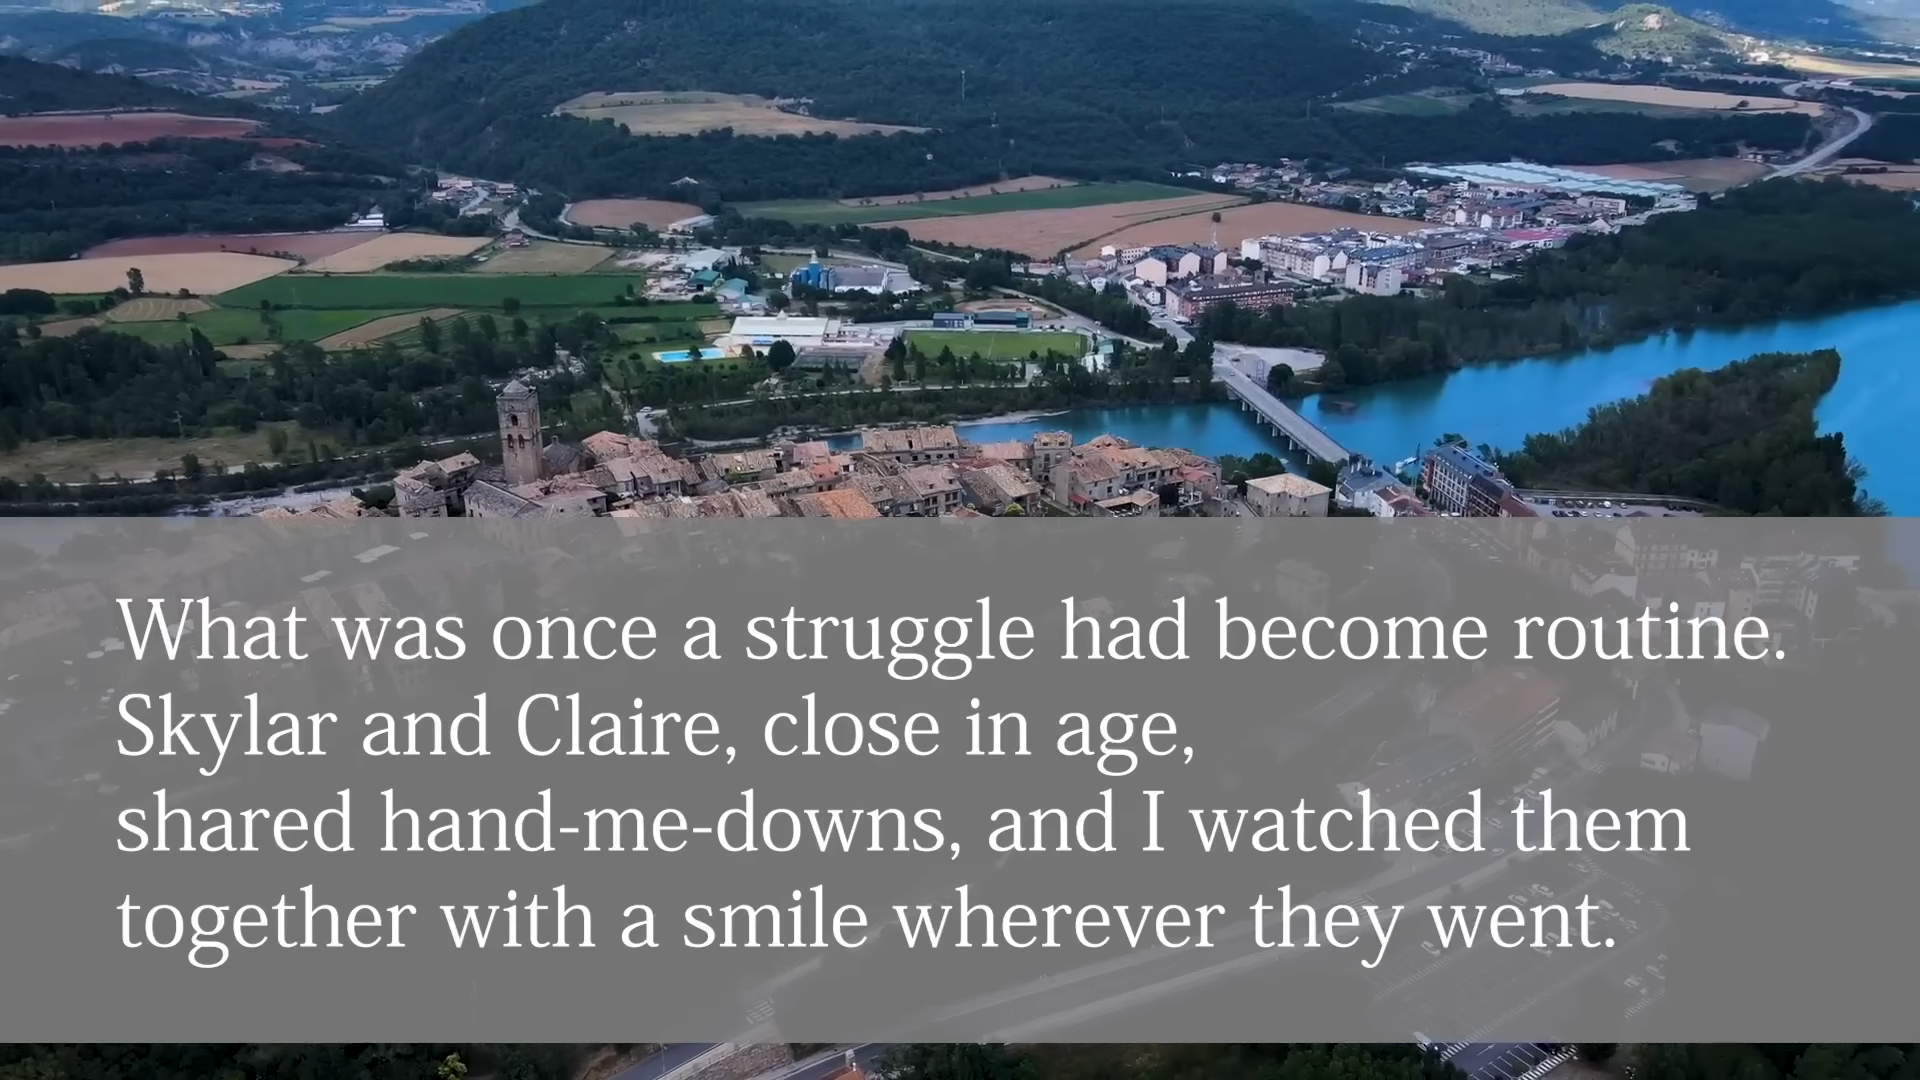 What was once a struggle had become routine.
Skylar and Claire, close in age,
shared hand-me-downs, and I watched them
together with a smile wherever they went.